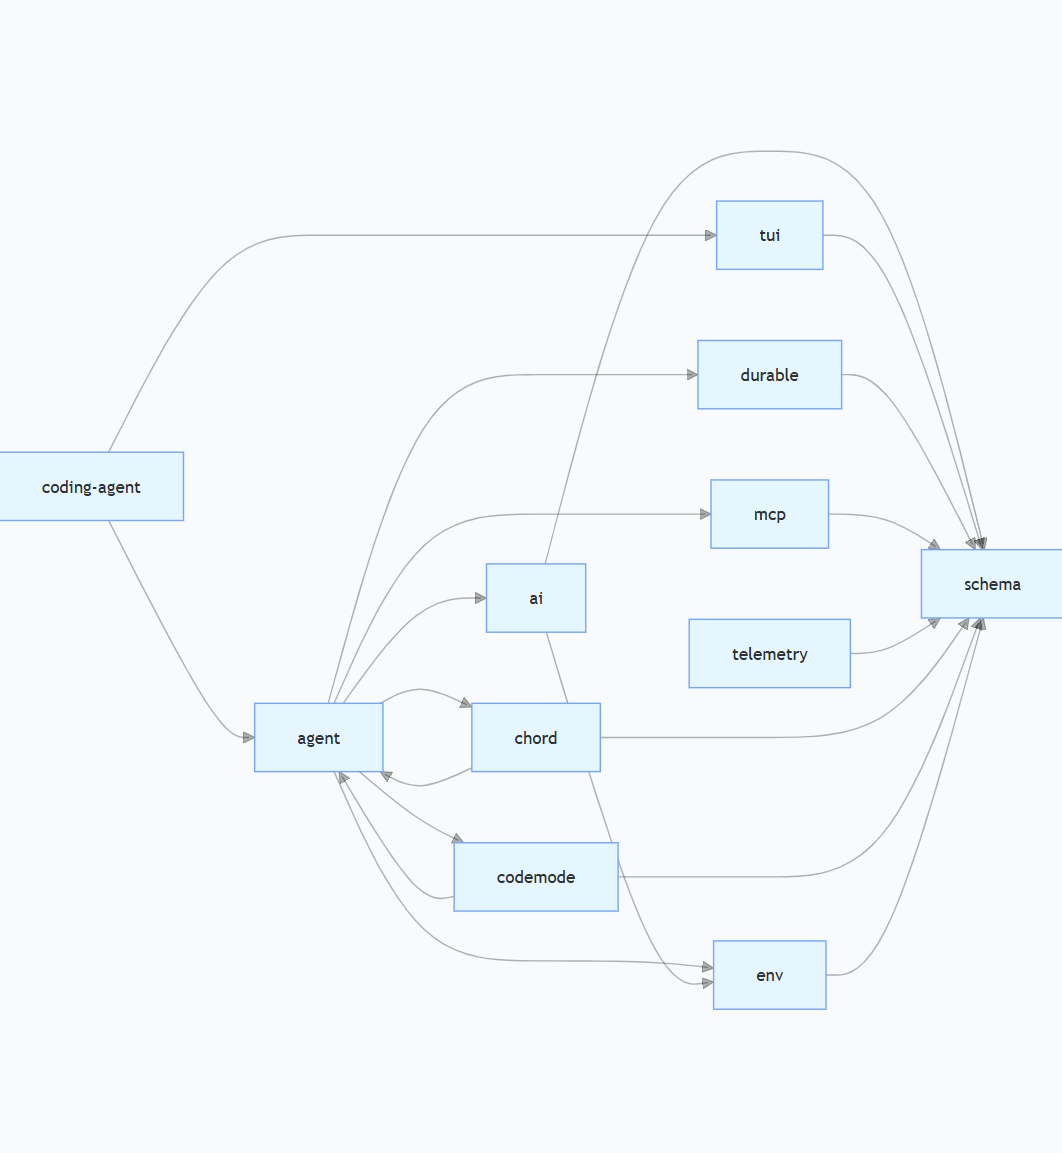 tui
durable
coding-agent
mcp
schema
ai
telemetry
agent
chord
codemode
env